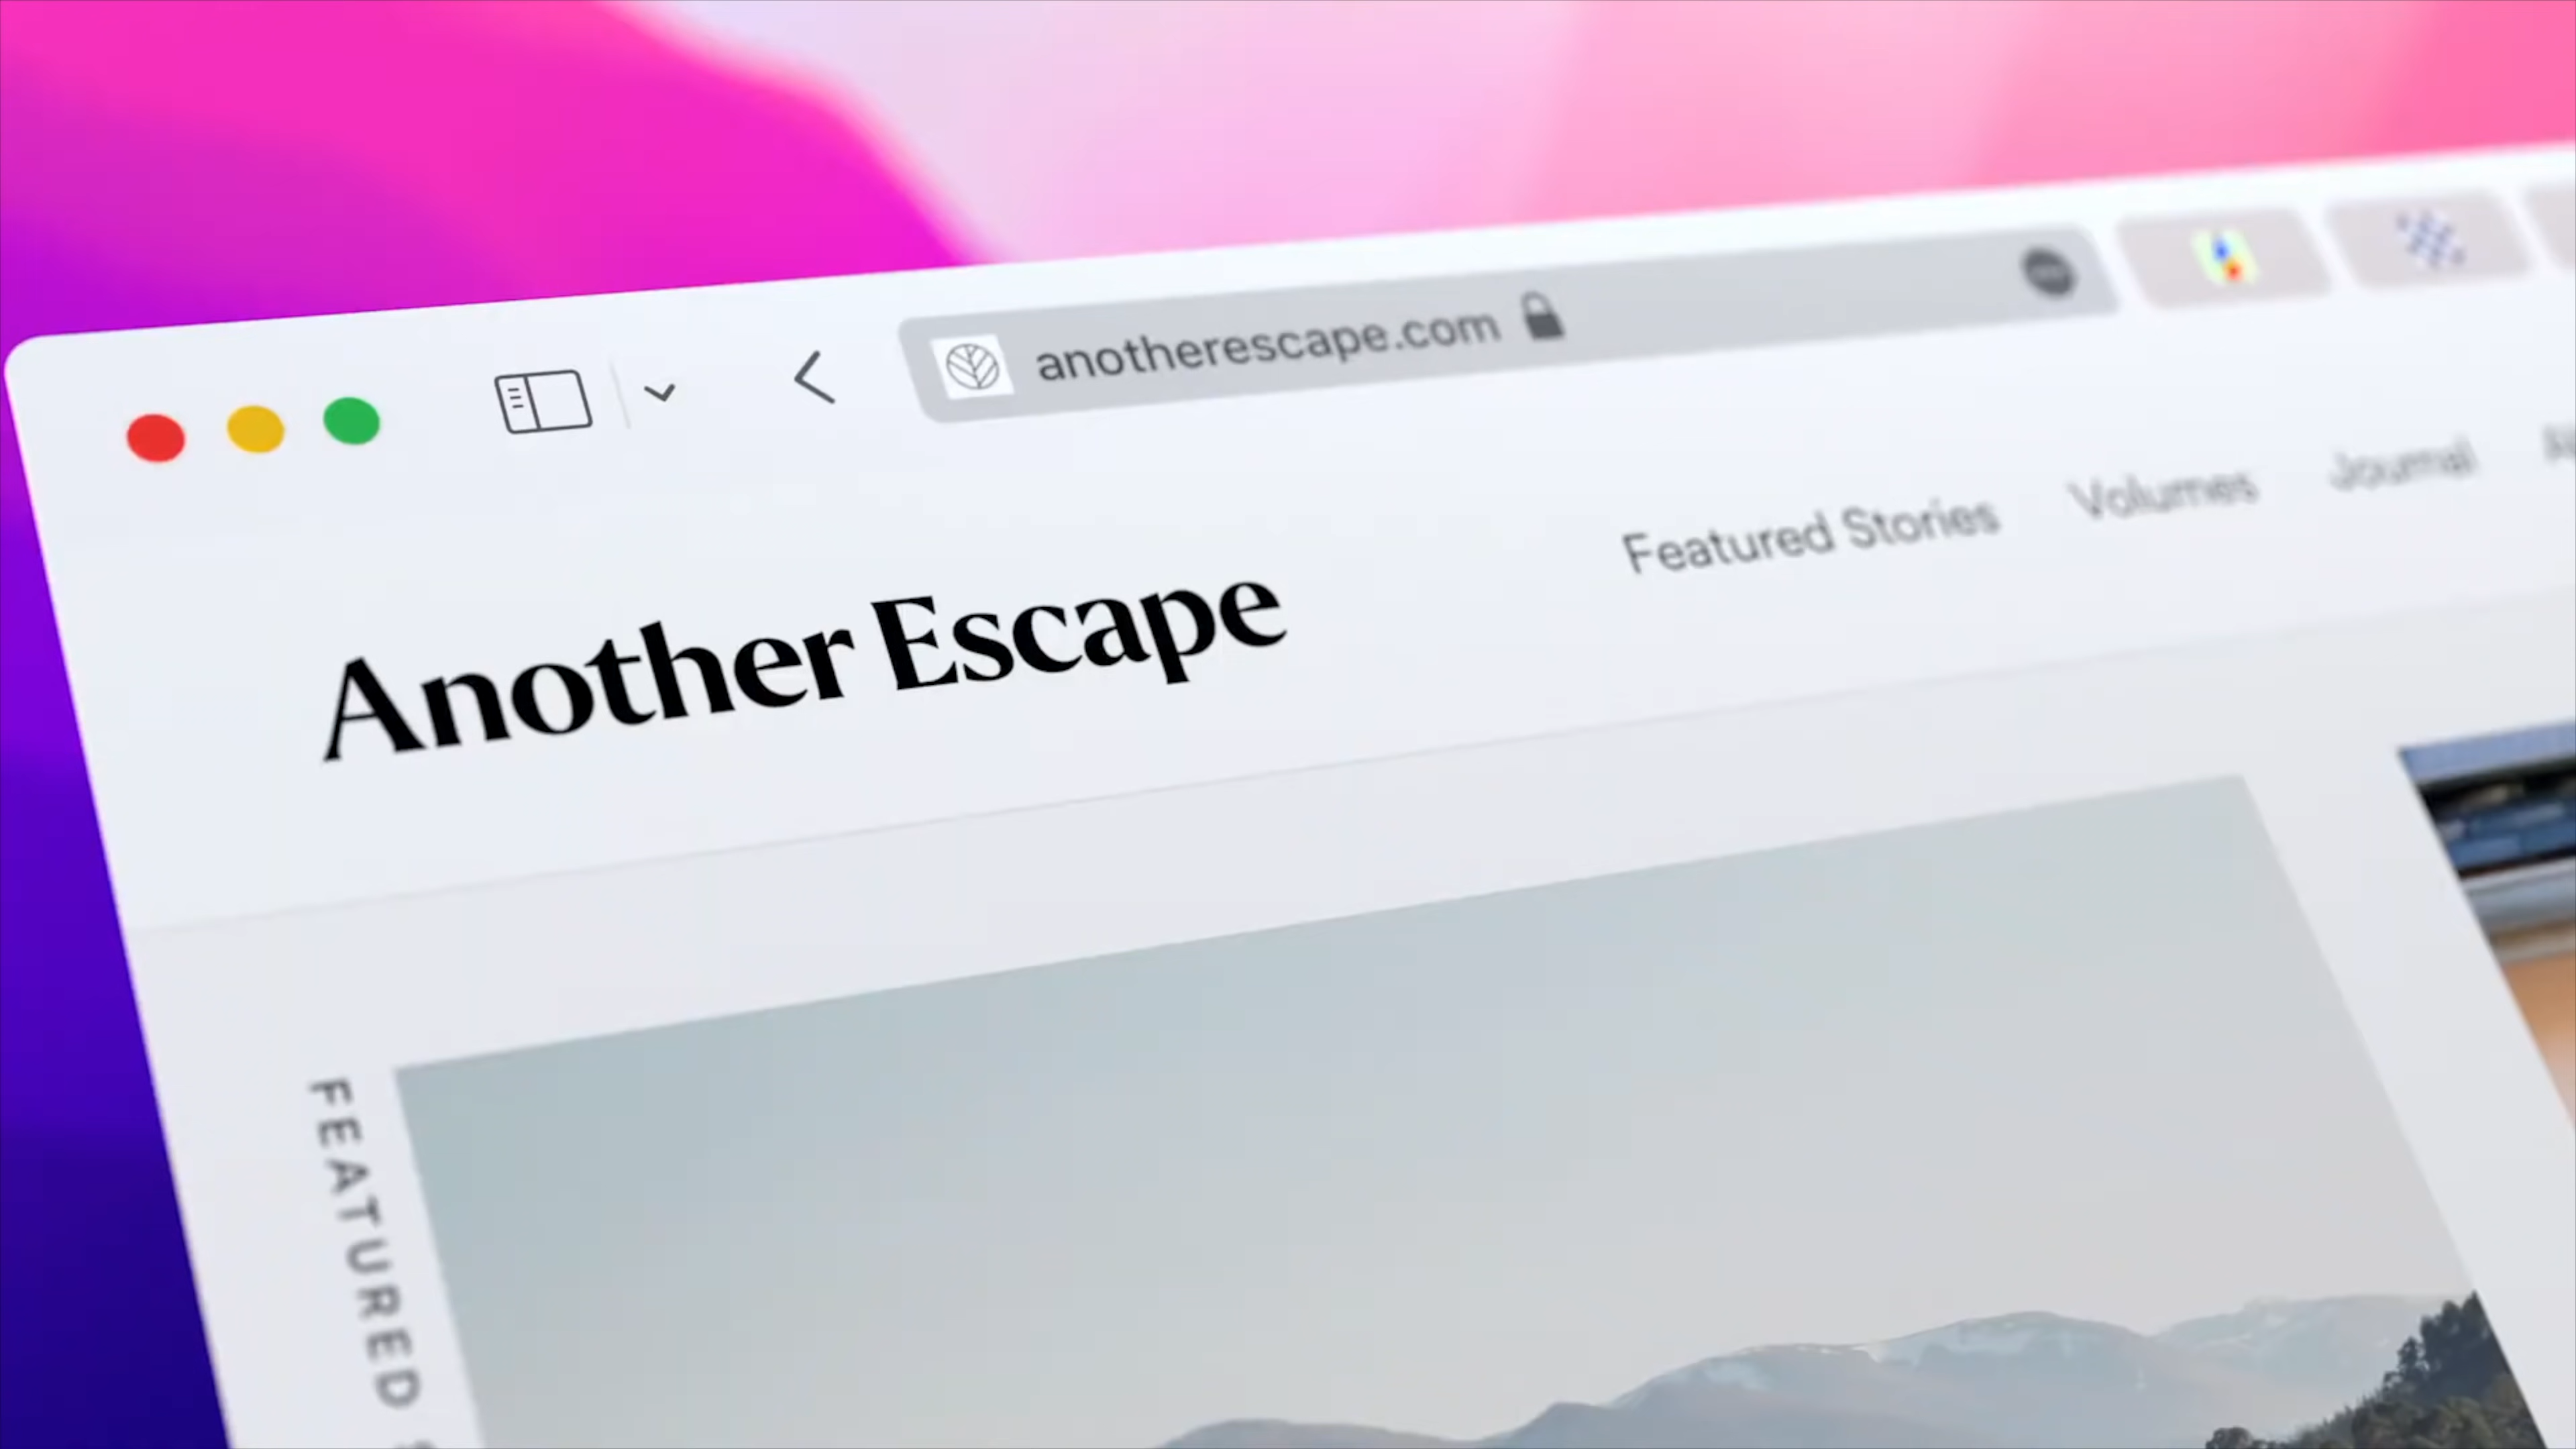 anotherescape.com
Another Escape
Featured Stories
Volumes
Journal
FEATURED